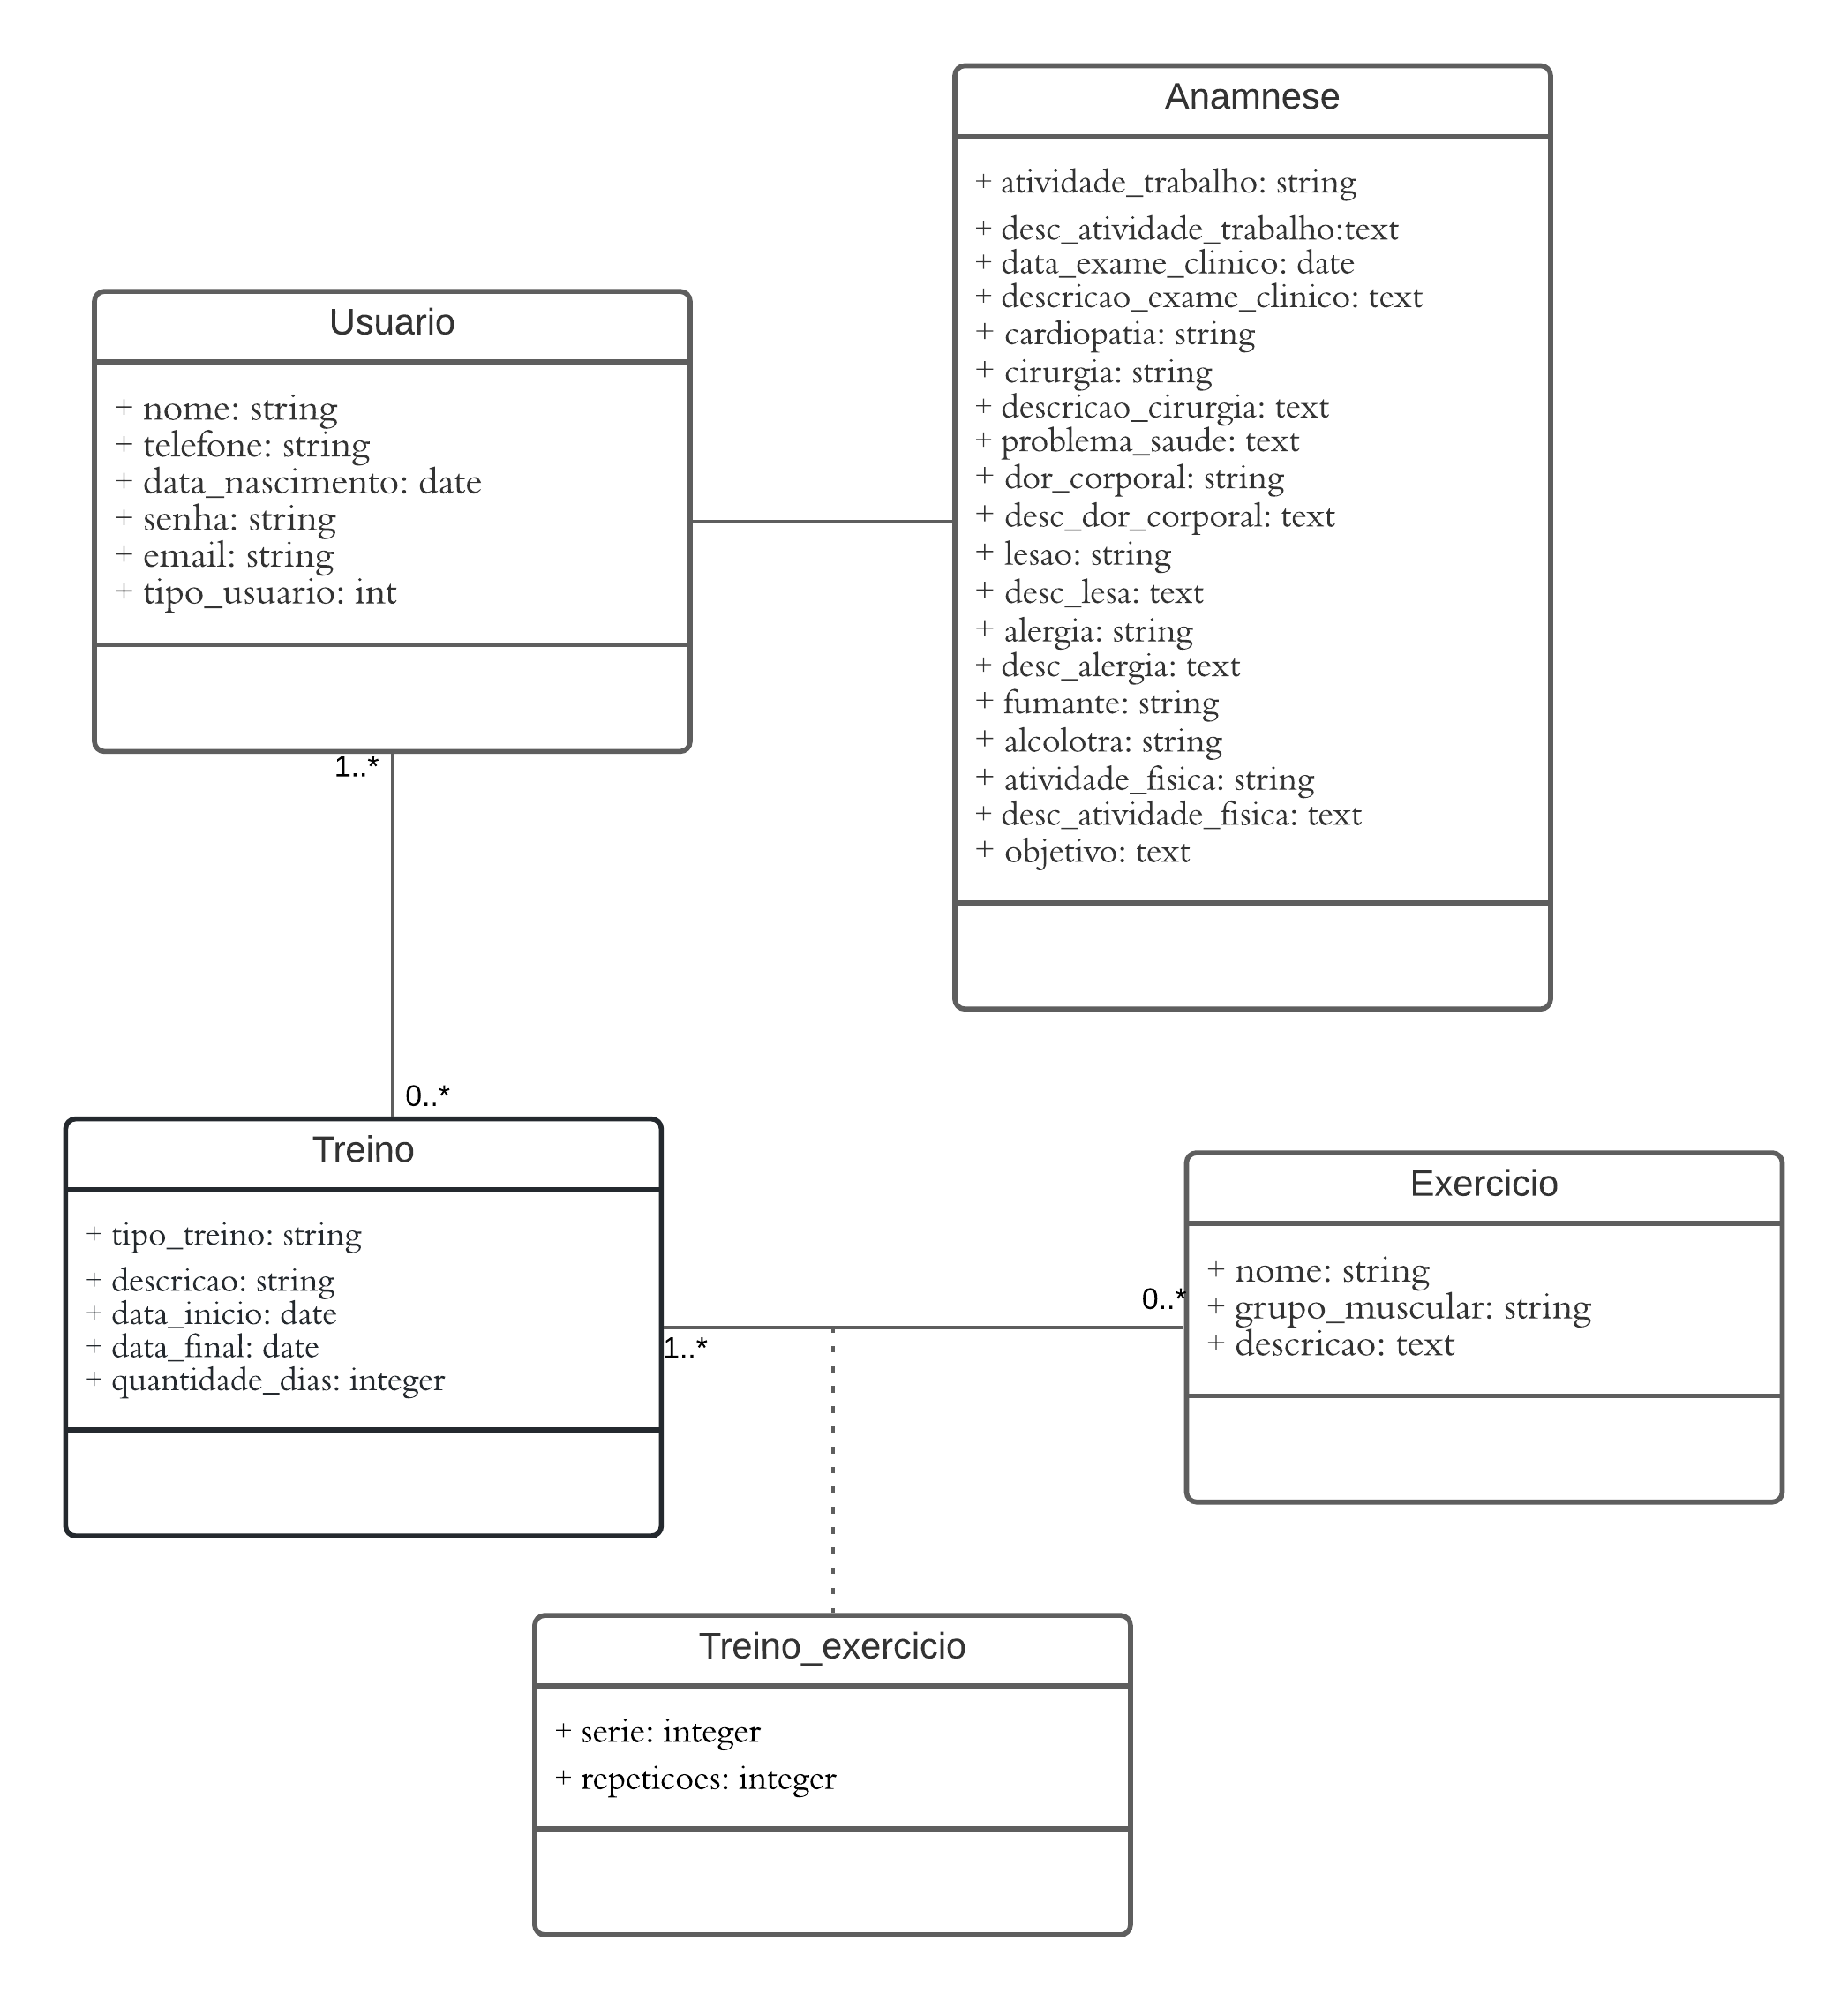 Anamnese
+ atividade_trabalho: string
+ desc_atividade_trabalho:text
+ data_exame_clinico: date
+ descricao_exame_clinico: text
+ cardiopatia: string
+ cirurgia: string
+ descricao_cirurgia: text
+ problema_saude: text
+ dor_corporal: string
+ desc_dor_corporal: text
+ lesao: string
+ desc_lesa: text
+ alergia: string
+ desc_alergia: text
+ fumante: string
+ alcolotra: string
+ atividade_fisica: string
+ desc_atividade_fisica: text
+ objetivo: text
Usuario
+ nome: string
+ telefone: string
+ data_nascimento: date
+ senha: string
+ email: string
+ tipo_usuario: int
1..*
0..*
Treino
+ tipo_treino: string
+ descricao: string
+ data_inicio: date
+ data_final: date
+ quantidade_dias: integer
1..*
0..*
Exercicio
+ nome: string
+ grupo_muscular: string
+ descricao: text
Treino_exercicio
+ serie: integer
+ repeticoes: integer